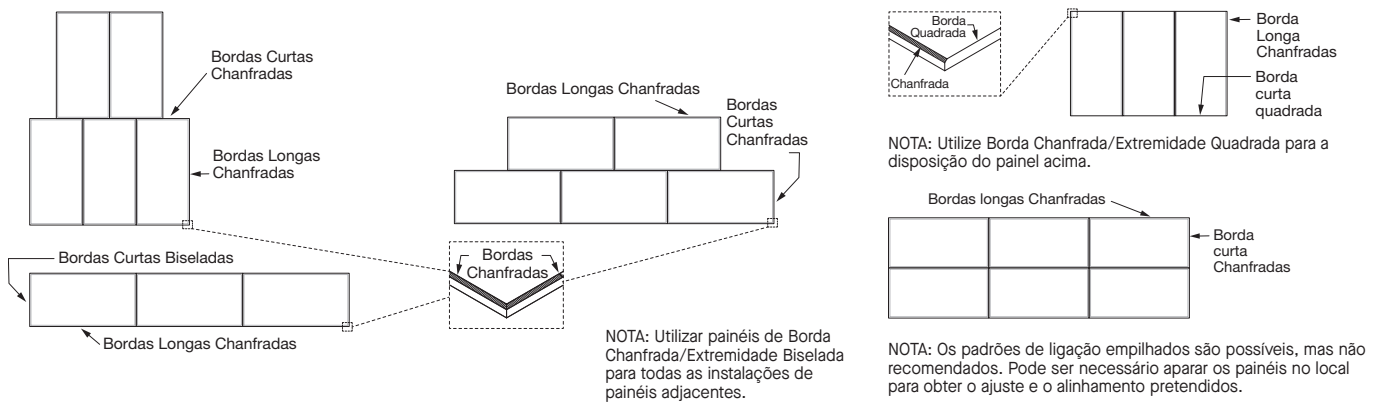 Bordas Curtas
Chanfradas
Bordas Longas
Chanfradas
Bordas Curtas Biseladas
Bordas Longas Chanfradas
Bordas Longas Chanfradas
Bordas
Curtas
Chanfradas
Bordas
Chanfradas
NOTA: Utilizar painéis de Borda
Chanfrada/Extremidade Biselada
para todas as instalações de
painéis adjacentes.
Borda
Quadrada
Chanfrada
Borda
Longa
Chanfradas
Borda
curta
quadrada
NOTA: Utilize Borda Chanfrada/Extremidade Quadrada para a
disposição do painel acima.
Bordas longas Chanfradas
Borda
curta
Chanfradas
NOTA: Os padrões de ligação empilhados são possíveis, mas não
recomendados. Pode ser necessário aparar os painéis no local
para obter o ajuste e o alinhamento pretendidos.